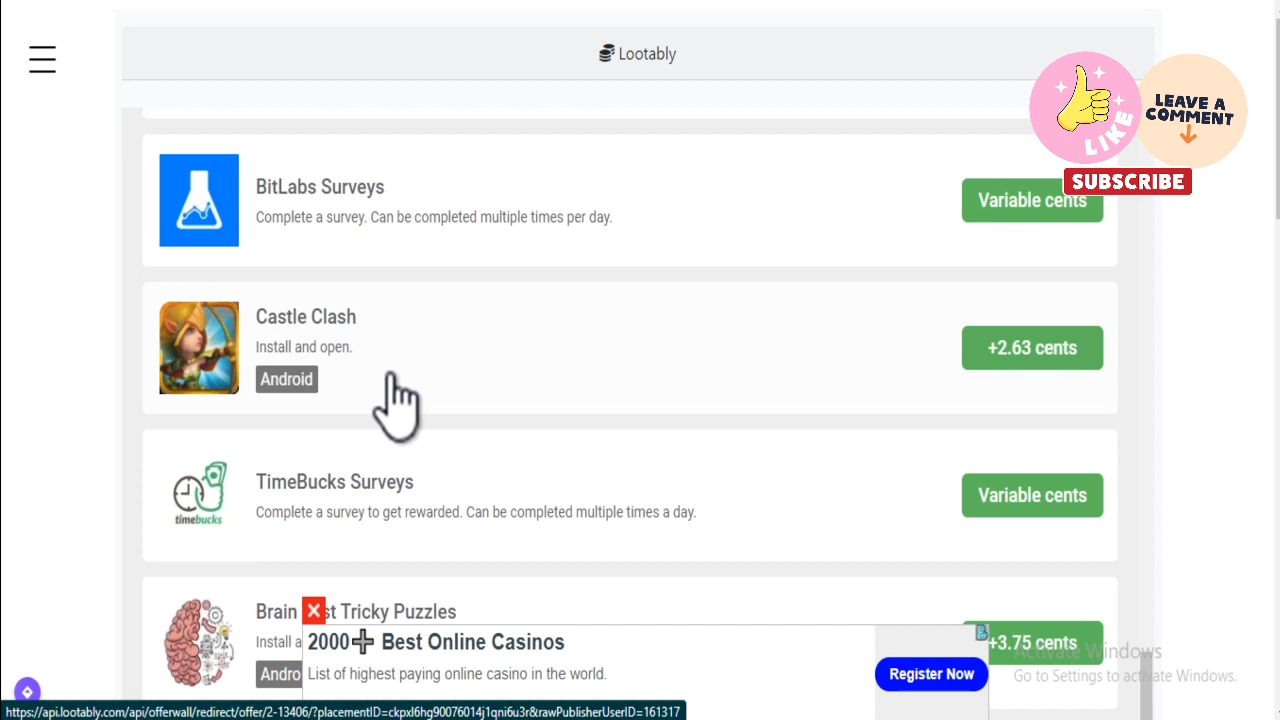 Lootably
LIKE
LEAVE A
COMMENT
SUBSCRIBE
BitLabs Surveys
Complete a survey. Can be completed multiple times per day.
Variable cents
Castle Clash
Install and open.
Android
+2.63 cents
TimeBucks Surveys
Complete a survey to get rewarded. Can be completed multiple times a day.
timebucks
Variable cents
Brain st Tricky Puzzles
Install a
Andro
+3.75 cents
2000➕ Best Online Casinos
List of highest paying online casino in the world.
Register Now
Activate Windows
Go to Settings to activate Windows.
https://api.lootably.com/api/offerwall/redirect/offer/2-13406/?placementID=ckpxl6hg90076014j1qni6u3r&rawPublisherUserID=161317